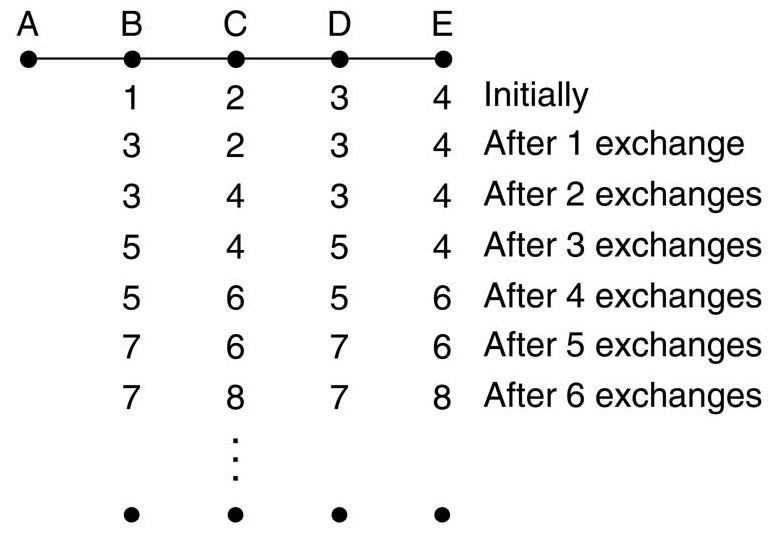 A B C D E
1 2 3 4 Initially
3 2 3 4 After 1 exchange
3 4 3 4 After 2 exchanges
5 4 5 4 After 3 exchanges
5 6 5 6 After 4 exchanges
7 6 7 6 After 5 exchanges
7 8 7 8 After 6 exchanges